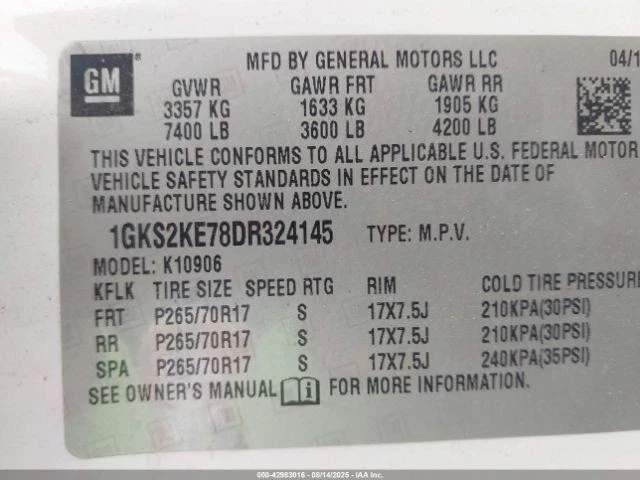 GM
MFD BY GENERAL MOTORS LLC 04/1
GVWR GAWR FRT GAWR RR
3357 KG 1633 KG 1905 KG
7400 LB 3600 LB 4200 LB
THIS VEHICLE CONFORMS TO ALL APPLICABLE U.S. FEDERAL MOTOR
VEHICLE SAFETY STANDARDS IN EFFECT ON THE DATE OF
MANUFACTURE SHOWN ABOVE.
1GKS2KE78DR324145 TYPE: M.P.V.
MODEL: K10906
KFLK TIRE SIZE SPEED RTG RIM COLD TIRE PRESSURE
FRT P265/70R17 S 17X7.5J 210KPA(30PSI)
RR P265/70R17 S 17X7.5J 210KPA(30PSI)
SPA P265/70R17 S 17X7.5J 240KPA(35PSI)
SEE OWNER'S MANUAL FOR MORE INFORMATION.
000-42983016 - 08/14/2025 - IAAI.COM